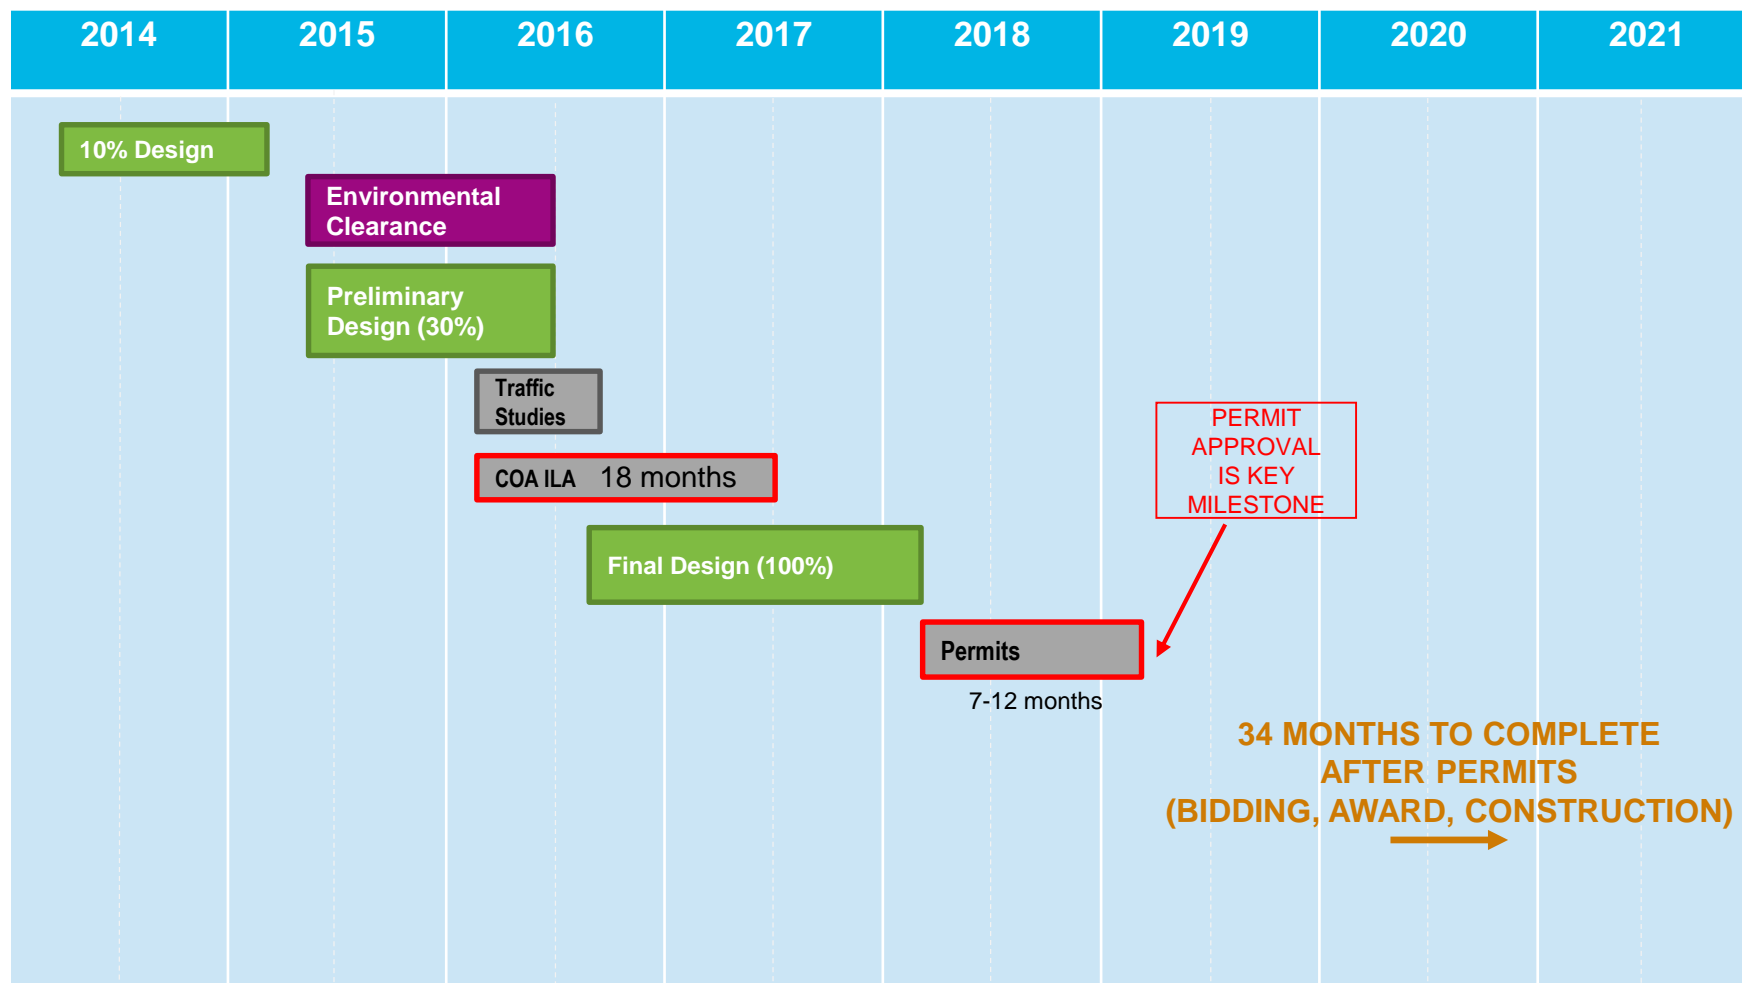 2014 2015 2016 2017 2018 2019 2020 2021
10% Design
Environmental
Clearance
Preliminary
Design (30%)
Traffic
Studies
COA ILA 18 months
PERMIT
APPROVAL
IS KEY
MILESTONE
Final Design (100%)
Permits
7-12 months
34 MONTHS TO COMPLETE
AFTER PERMITS
(BIDDING, AWARD, CONSTRUCTION)